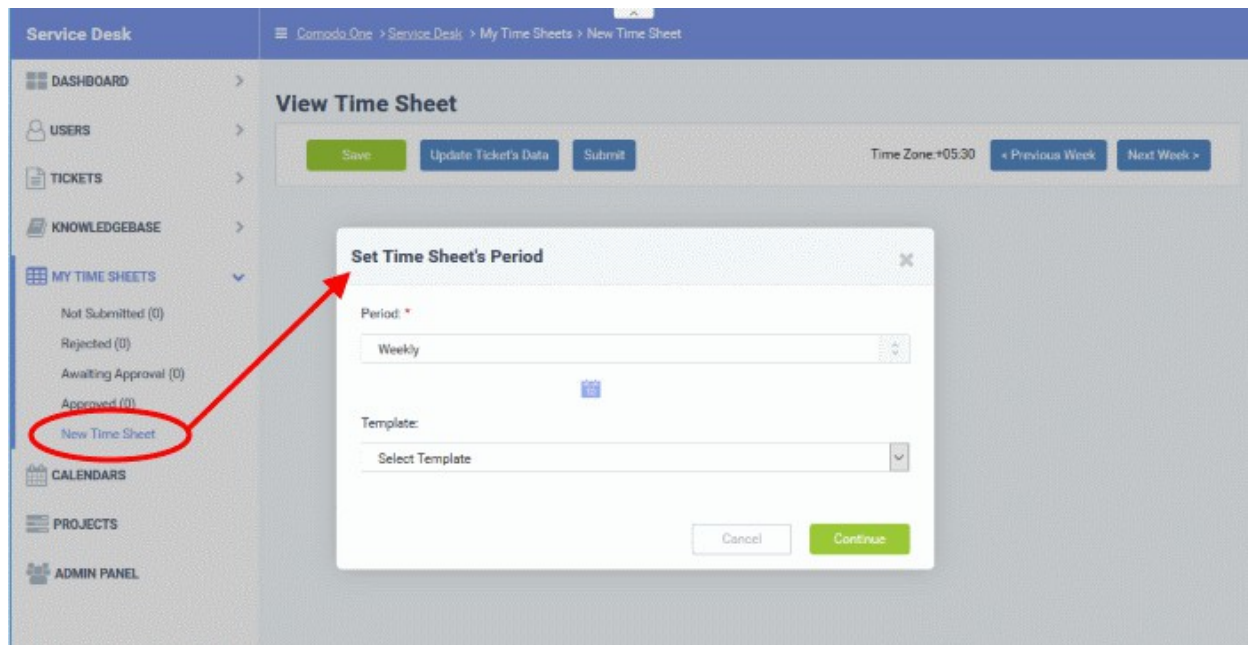 Service Desk
Comodo One > Service Desk > My Time Sheets > New Time Sheet
DASHBOARD
USERS
TICKETS
KNOWLEDGEBASE
MY TIME SHEETS
Not Submitted (0)
Rejected (0)
Awaiting Approval (0)
Approved (0)
New Time Sheet
CALENDARS
PROJECTS
ADMIN PANEL
View Time Sheet
Save Update Ticket's Data Submit Time Zone:+05:30 « Previous Week Next Week »
Set Time Sheet's Period
Period: *
Weekly
Template:
Select Template
Cancel Continue